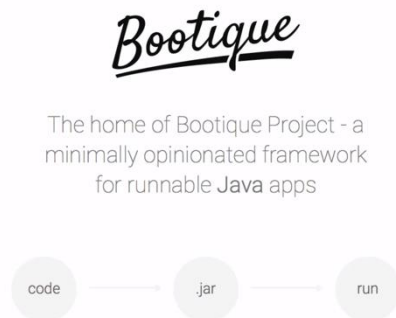 Bootique
The home of Bootique Project - a
minimally opinionated framework
for runnable Java apps
code .jar run